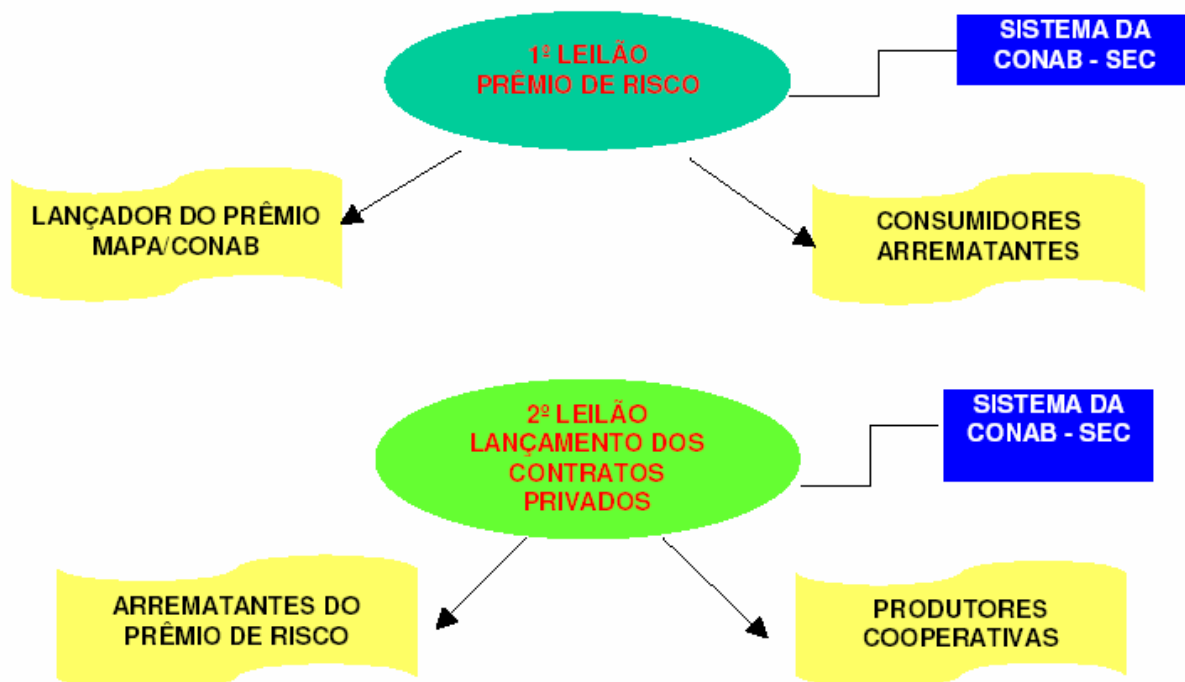 1º LEILÃO
PRÊMIO DE RISCO
SISTEMA DA
CONAB - SEC
LANÇADOR DO PRÊMIO
MAPA/CONAB
CONSUMIDORES
ARREMATANTES
2º LEILÃO
LANÇAMENTO DOS
CONTRATOS
PRIVADOS
SISTEMA DA
CONAB - SEC
ARREMATANTES DO
PRÊMIO DE RISCO
PRODUTORES
COOPERATIVAS